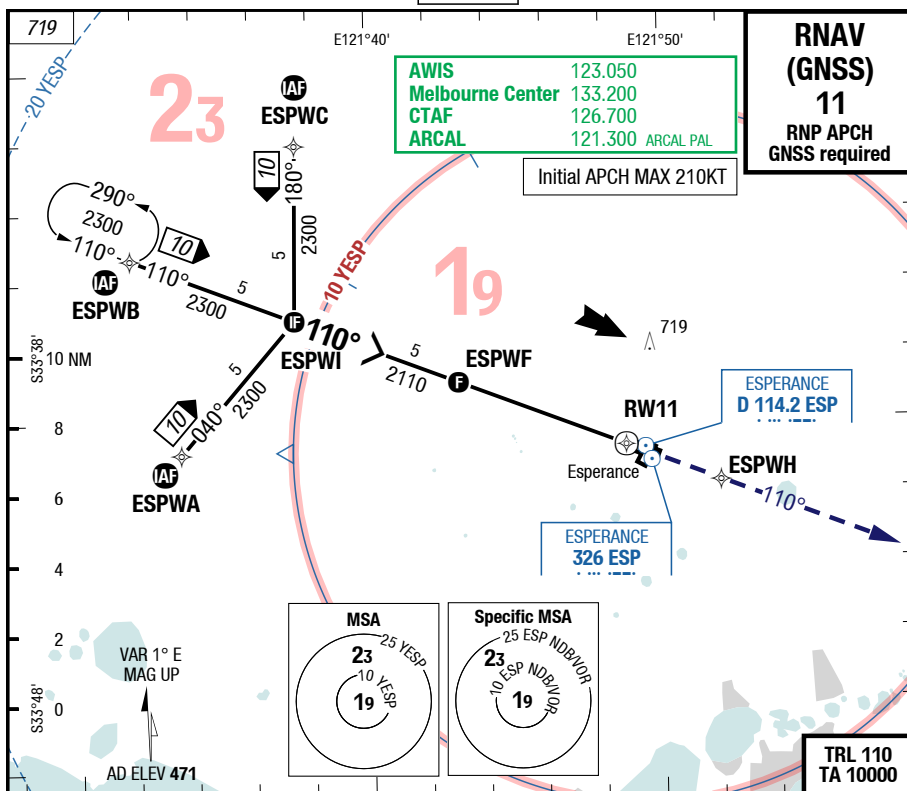 719
E121°40'
E121°50'
RNAV
(GNSS)
11
RNP APCH
GNSS required
20 YESP
23
IAF
ESPWC
AWIS 123.050
Melbourne Center 133.200
CTAF 126.700
ARCAL 121.300 ARCAL PAL
Initial APCH MAX 210KT
10
180°
5
2300
290°
2300
110°
10
110°
5
2300
IAF
ESPWB
10 YESP
19
IF
110°
ESPWI
5
2110
ESPWF
F
719
S33°38'
10 NM
5
2300
10
040°
IAF
ESPWA
RW11
Esperance
ESPERANCE
D 114.2 ESP
ESPWH
110°
ESPERANCE
326 ESP
8
6
4
2
0
S33°48'
VAR 1° E
MAG UP
AD ELEV 471
MSA
25 YESP
23
10 YESP
19
Specific MSA
25 ESP NDB/VOR
23
10 ESP NDB/VOR
19
TRL 110
TA 10000